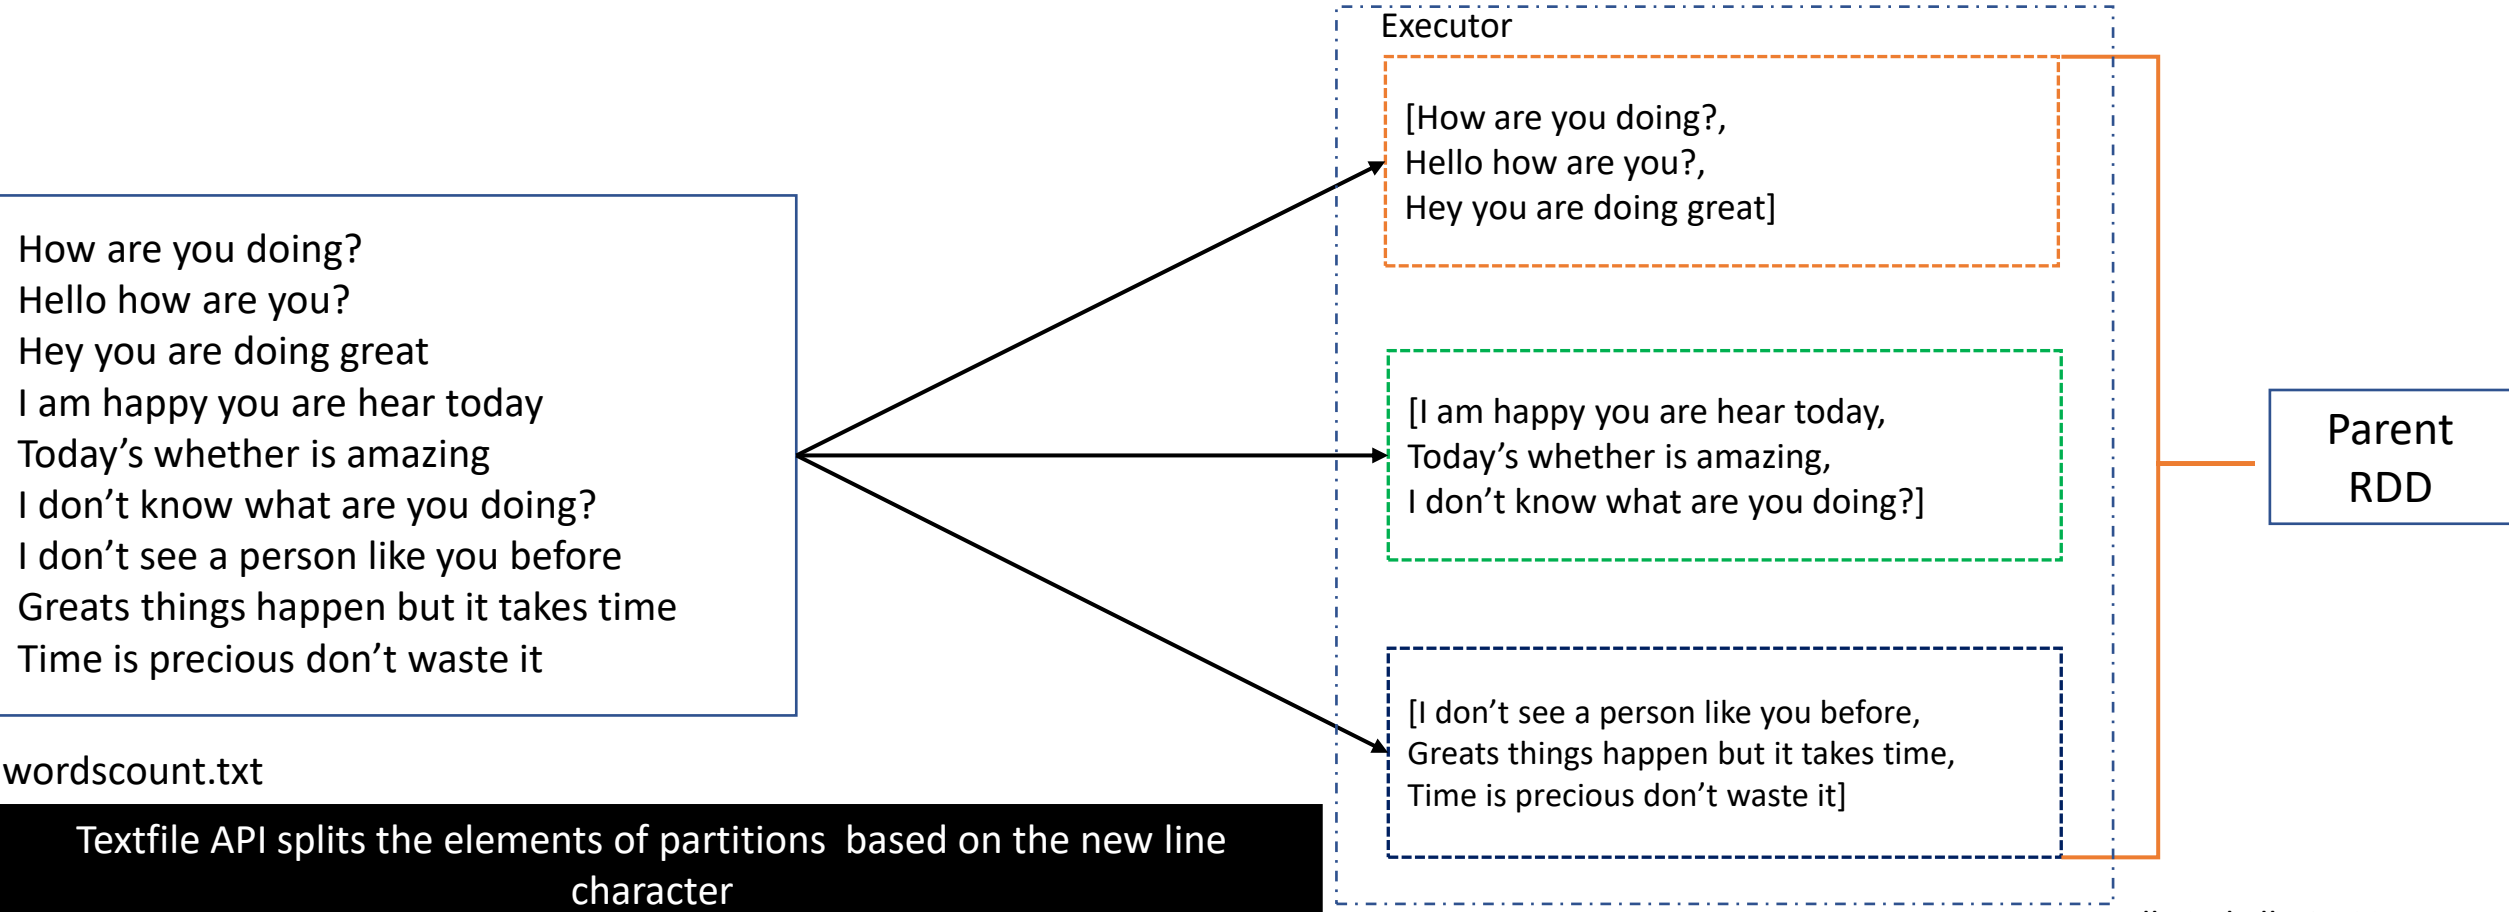 How are you doing?
Hello how are you?
Hey you are doing great
I am happy you are hear today
Today’s whether is amazing
I don’t know what are you doing?
I don’t see a person like you before
Greats things happen but it takes time
Time is precious don’t waste it
wordscount.txt
Textfile API splits the elements of partitions  based on the new line
character
Executor
[How are you doing?,
Hello how are you?,
Hey you are doing great]
[I am happy you are hear today,
Today’s whether is amazing,
I don’t know what are you doing?]
[I don’t see a person like you before,
Greats things happen but it takes time,
Time is precious don’t waste it]
Parent
RDD